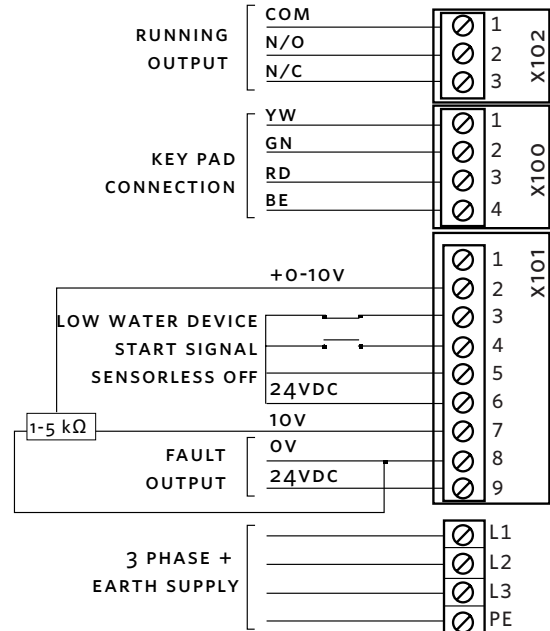 COM
RUNNING
OUTPUT
N/O
N/C
1
2
3
X102
YW
GN
KEY PAD
CONNECTION
RD
BE
1
2
3
4
X100
+0-10V
LOW WATER DEVICE
START SIGNAL
SENSORLESS OFF
24VDC
10V
1-5 kΩ
FAULT
OUTPUT
0V
24VDC
1
2
3
4
5
6
7
8
9
X101
3 PHASE +
EARTH SUPPLY
L1
L2
L3
PE